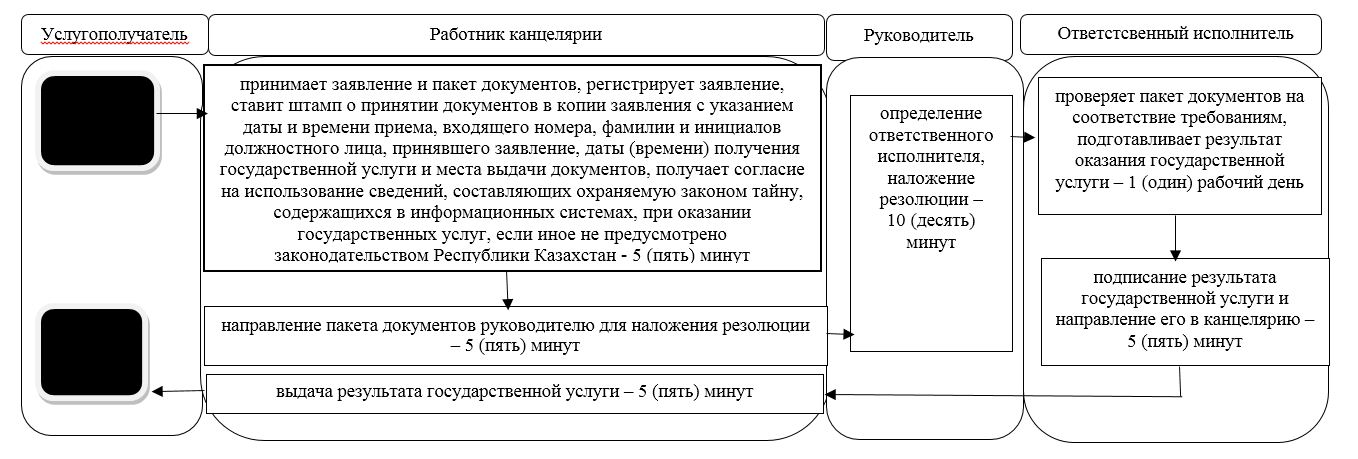 Услугополучатель
Работник канцелярии
Руководитель
Ответстсвенный исполнитель
принимает заявление и пакет документов, регистрирует заявление,
ставит штамп о принятии документов в копии заявления с указанием
даты и времени приема, входящего номера, фамилии и инициалов
должностного лица, принявшего заявление, даты (времени) получения
государственной услуги и места выдачи документов, получает согласие
на использование сведений, составляющих охраняемую законом тайну,
содержащихся в информационных системах, при оказании
государственных услуг, если иное не предусмотрено
законодательством Республики Казахстан - 5 (пять) минут
направление пакета документов руководителю для наложения резолюции
– 5 (пять) минут
определение
ответственного
исполнителя,
наложение
резолюции –
10 (десять)
минут
проверяет пакет документов на
соответствие требованиям,
подготавливает результат
оказания государственной
услуги – 1 (один) рабочий день
подписание результата
государственной услуги и
направление его в канцелярию –
5 (пять) минут
выдача результата государственной услуги – 5 (пять) минут